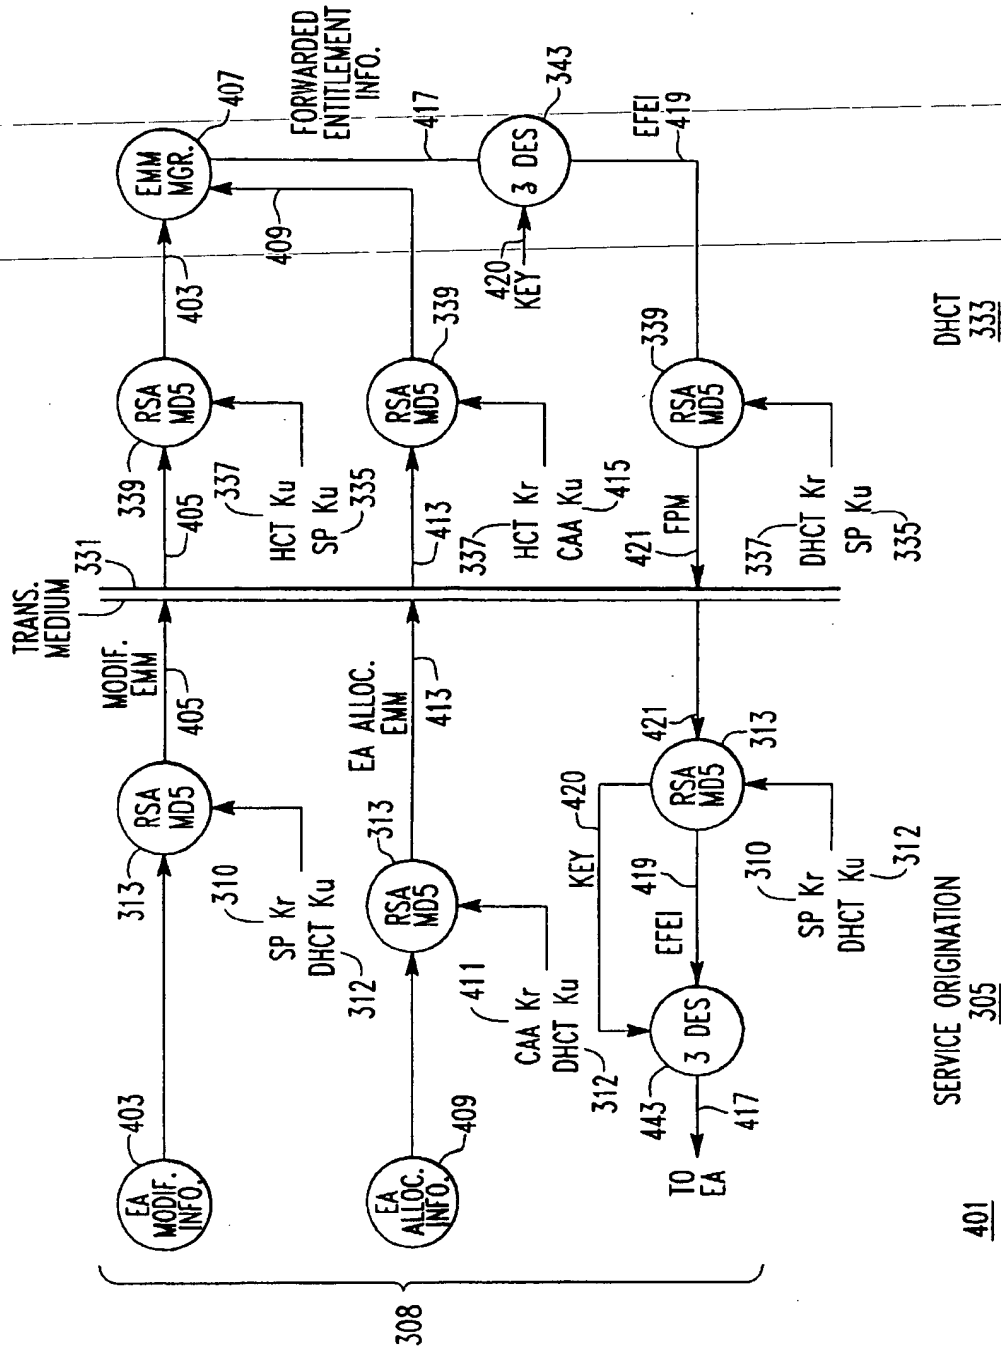 308
EA
MODIF.
INFO.
403
313
RSA
MD5
310
SP Kr
DHCT Ku
312
MODIF.
EMM
405
TRANS.
MEDIUM
331
405
339
RSA
MD5
337
HCT Ku
SP Ku
335
403
EMM
MGR.
407
EA
ALLOC.
INFO.
409
313
RSA
MD5
411
CAA Kr
DHCT Ku
312
EA ALLOC.
EMM
413
413
339
RSA
MD5
337
HCT Kr
CAA Ku
415
409
FORWARDED
ENTITLEMENT
INFO.
417
3 DES
343
420
KEY
EFEI
419
TO
EA
417
443
3 DES
EFEI
419
KEY
420
RSA
MD5
313
310
SP Kr
DHCT Ku
312
421
421
FPM
339
RSA
MD5
337
DHCT Kr
SP Ku
335
401
SERVICE ORIGINATION
305
DHCT
333